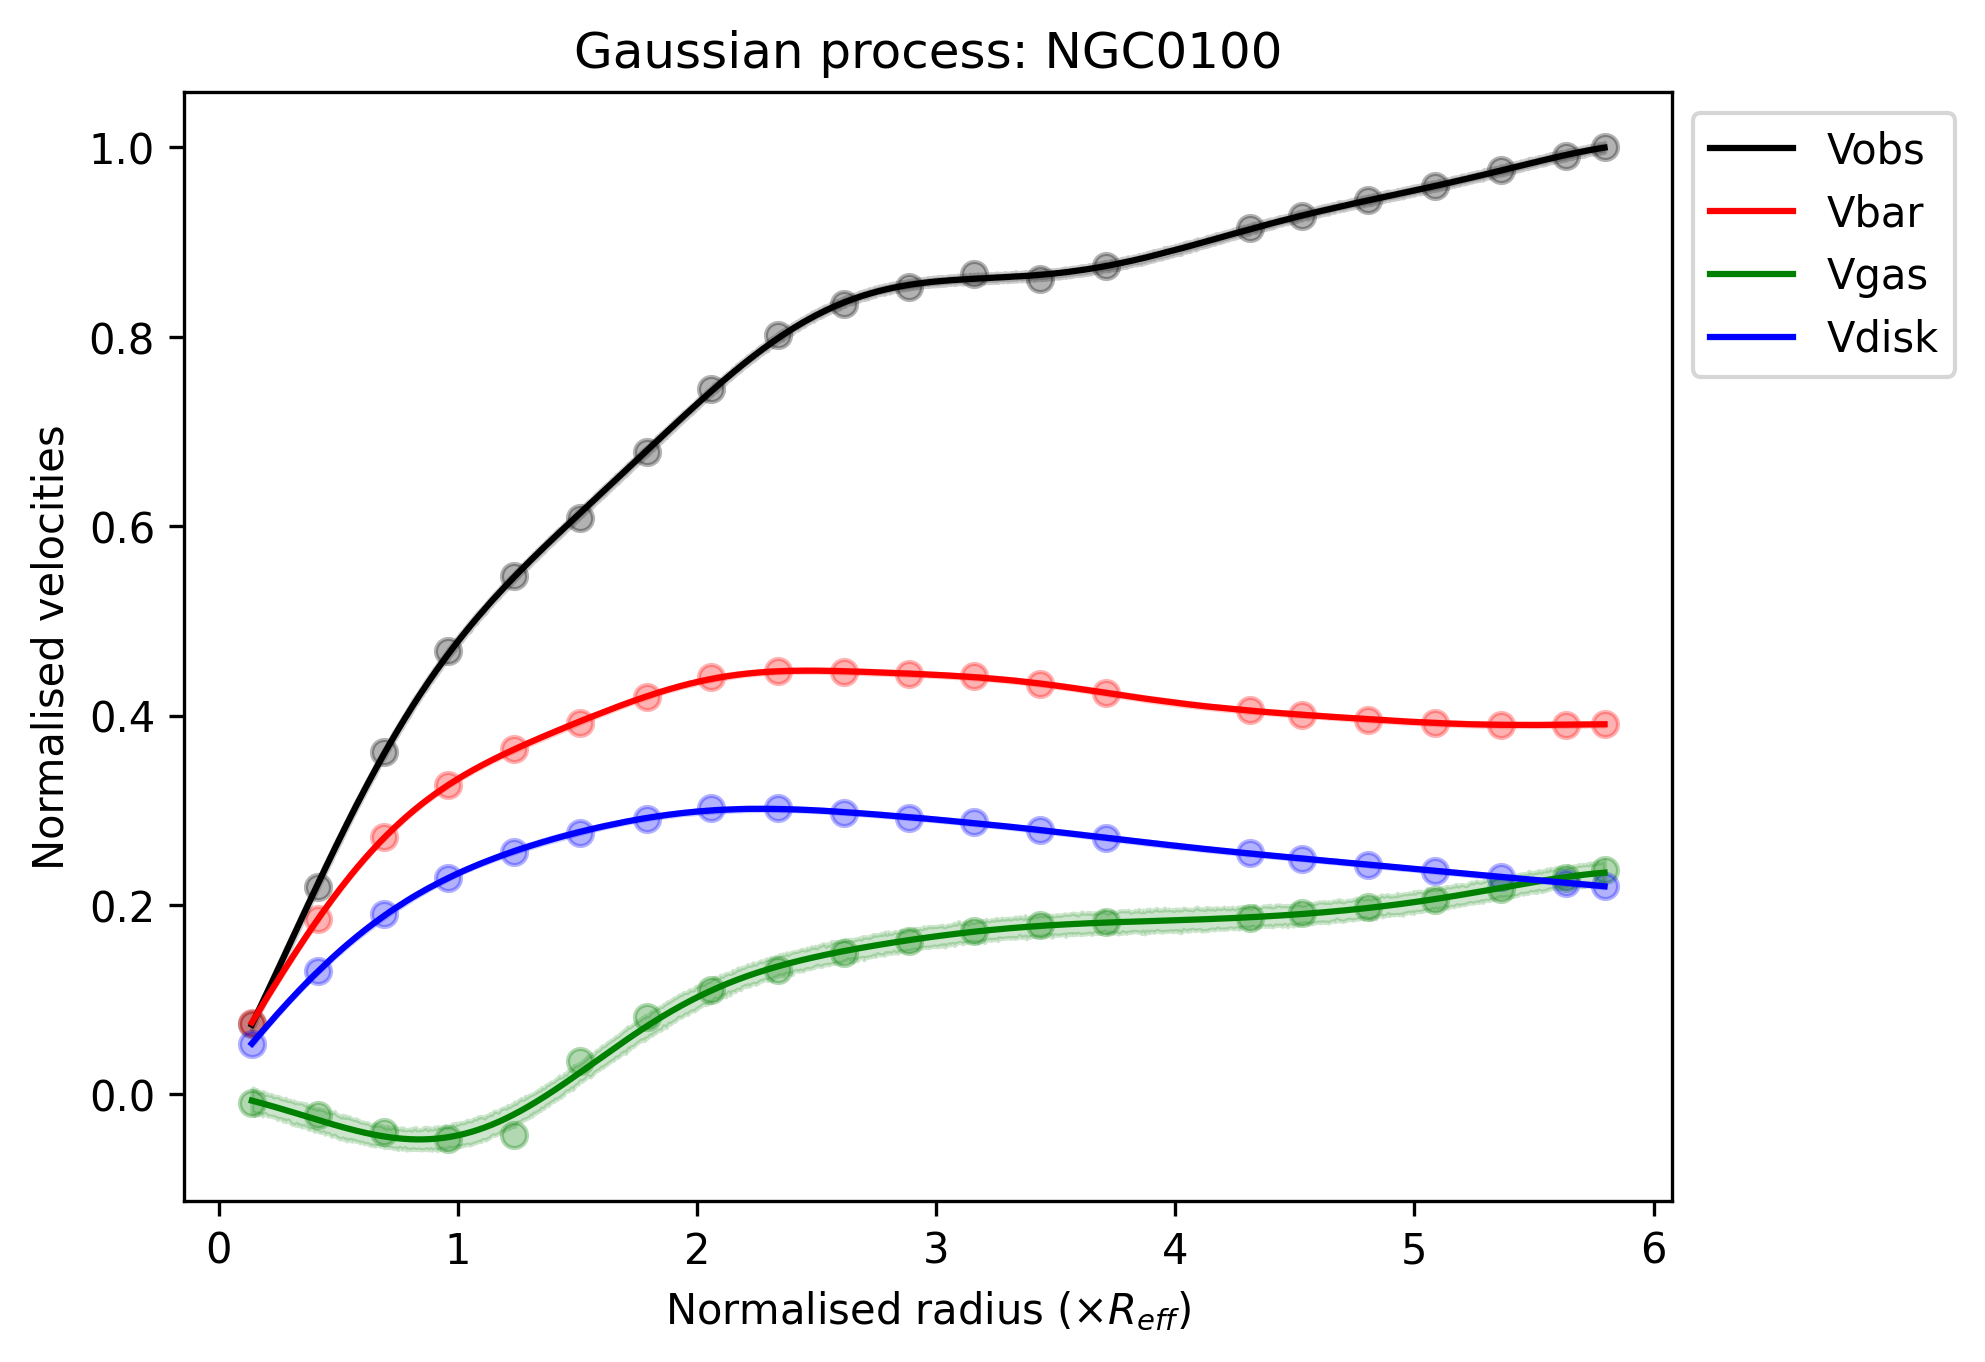 Gaussian process: NGC0100
Vobs
Vbar
Vgas
Vdisk
Normalised velocities
1.0
0.8
0.6
0.4
0.2
0.0
0 1 2 3 4 5 6
Normalised radius (×R_eff)